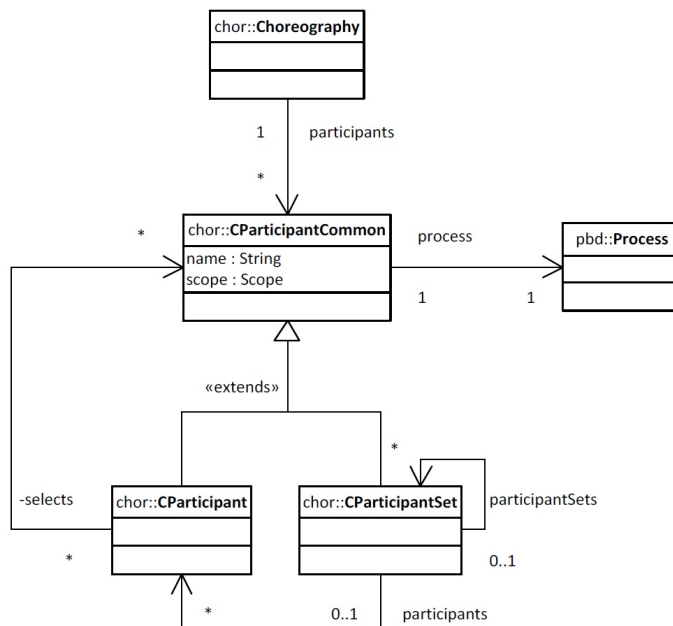 chor::Choreography
1
participants
*
*
chor::CParticipantCommon
name : String
scope : Scope
process
1
1
pbd::Process
«extends»
*
-selects
chor::CParticipant
chor::CParticipantSet
participantSets
*
0..1
*
0..1
participants